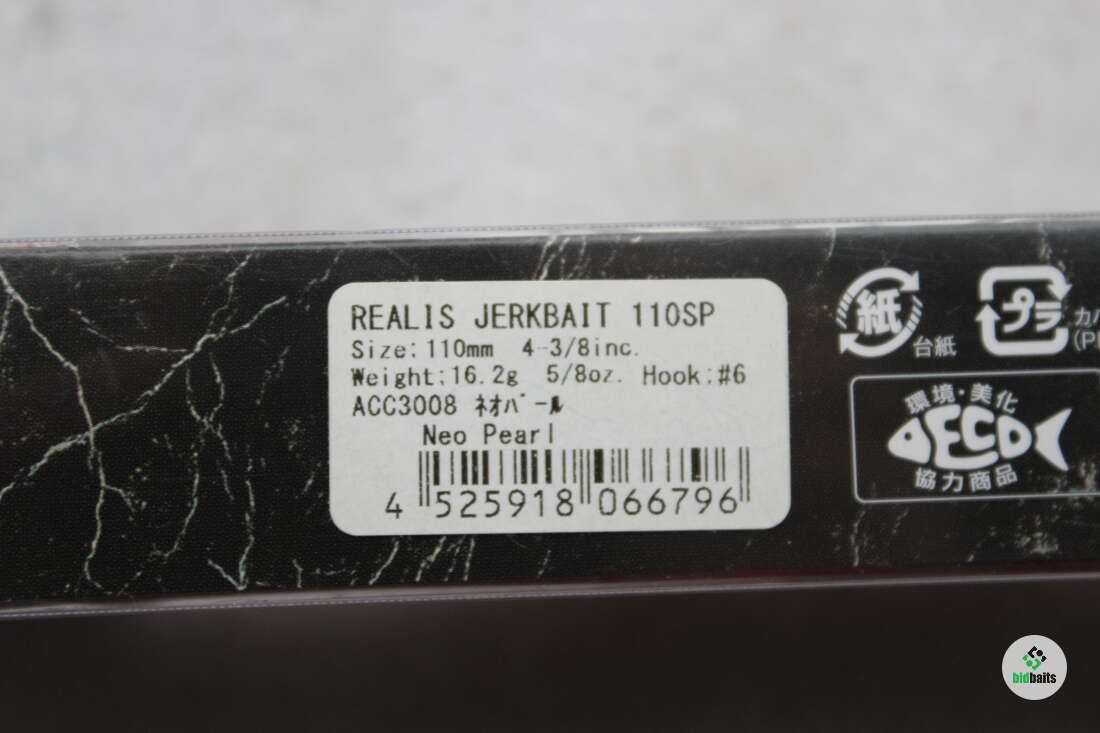 REALIS JERKBAIT 110SP
Size:110mm 4-3/8inc.
Weight:16.2g 5/8oz. Hook:#6
ACC3008 ネオパール
Neo Pearl
4 525918 066796
紙
台紙
プラ
カバ
環境・美化
ECO
協力商品
bidbaits